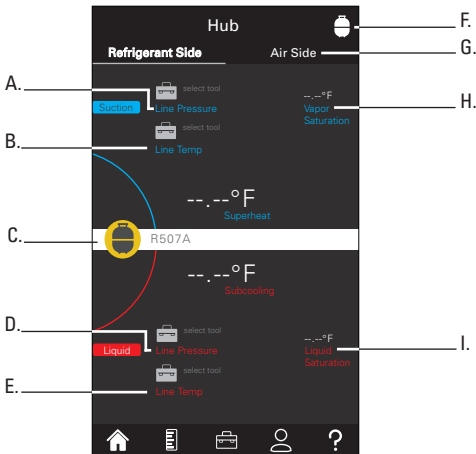 Hub
F.
Refrigerant Side
Air Side
G.
A.
select tool
Suction
Line Pressure
--.--°F
Vapor
Saturation
H.
B.
select tool
Line Temp
--.--°F
Superheat
C.
R507A
--.--°F
Subcooling
D.
select tool
Liquid
Line Pressure
--.--°F
Liquid
Saturation
I.
E.
select tool
Line Temp
?